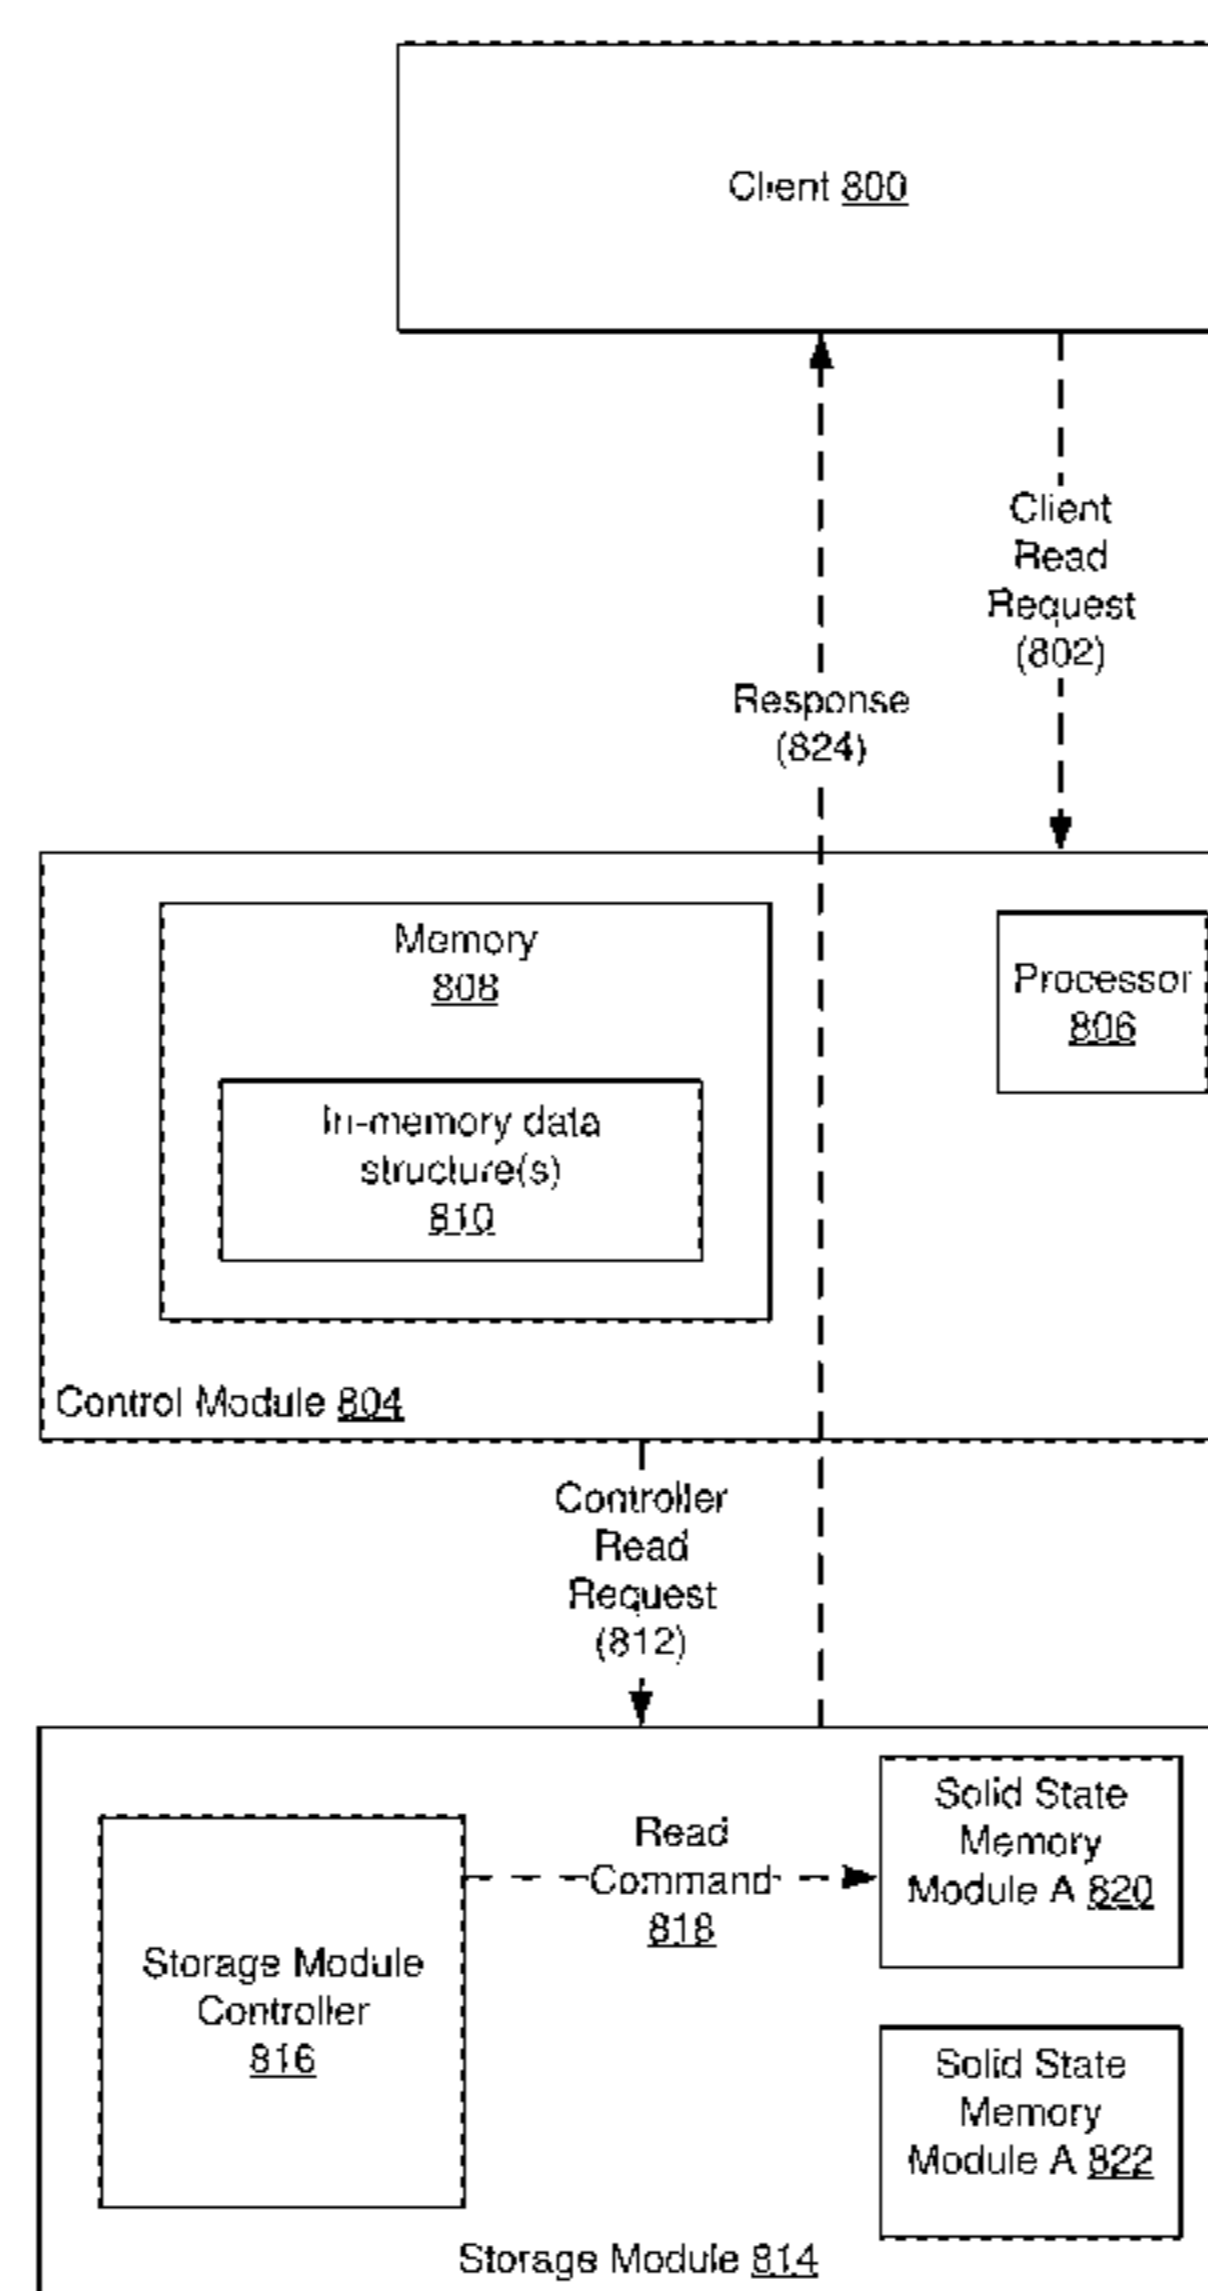 Client 800
Client
Read
Request
(802)
Response
(824)
Memory
808
Processor
806
In-memory data
structure(s)
810
Control Module 804
Controller
Read
Request
(812)
Solid State
Memory
Module A 820
Read
Command
818
Storage Module
Controller
816
Solid State
Memory
Module A 822
Storage Module 814